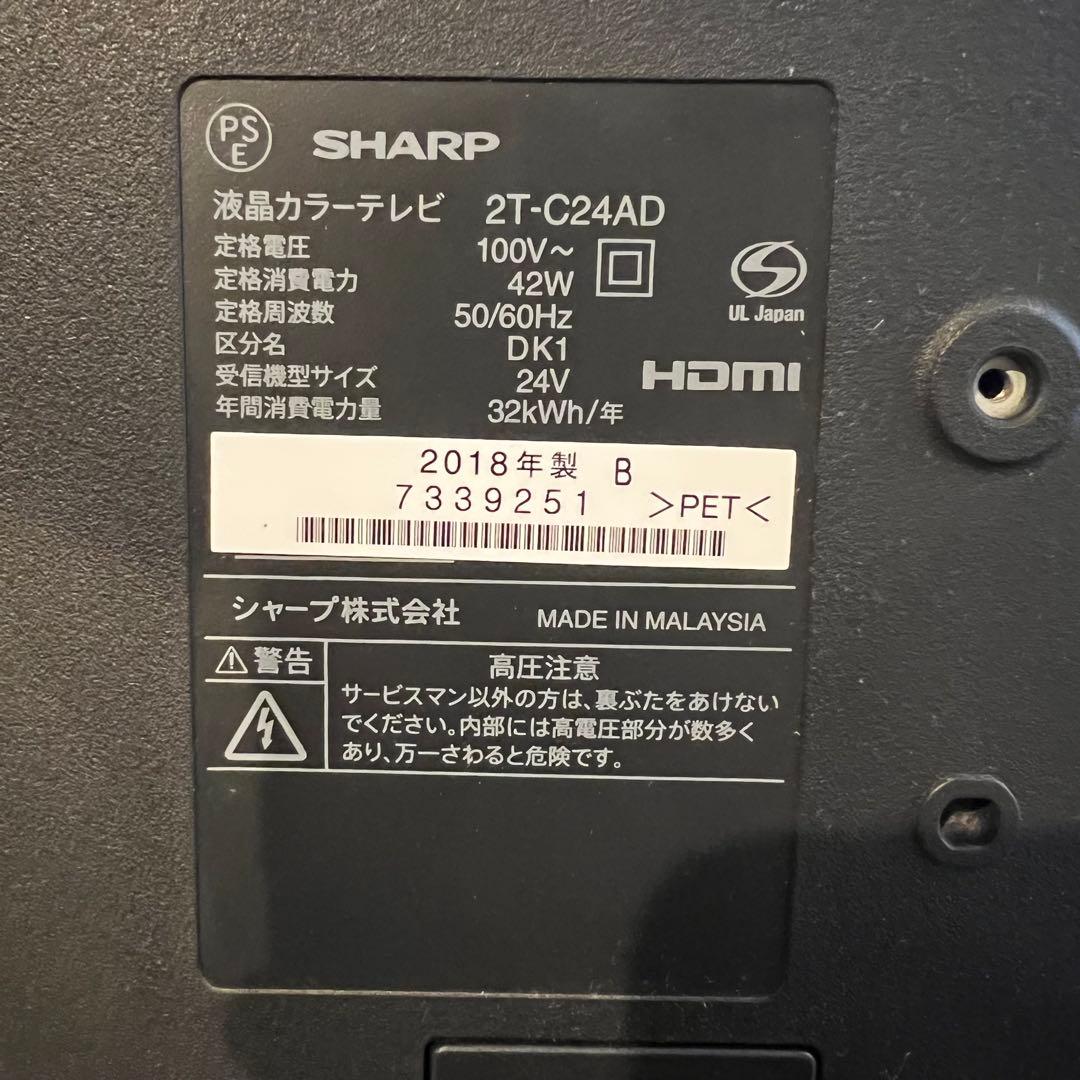 PS
E
SHARP
液晶カラーテレビ 2T-C24AD
定格電圧 100V～
定格消費電力 42W
定格周波数 50/60Hz
区分名 DK1
受信機型サイズ 24V
年間消費電力量 32kWh/年
UL Japan
HDMI
2018年製 B
7339251 >PET<
シャープ株式会社 MADE IN MALAYSIA
警告
高圧注意
サービスマン以外の方は、裏ぶたをあけない
でください。内部には高電圧部分が数多く
あり、万一さわると危険です。